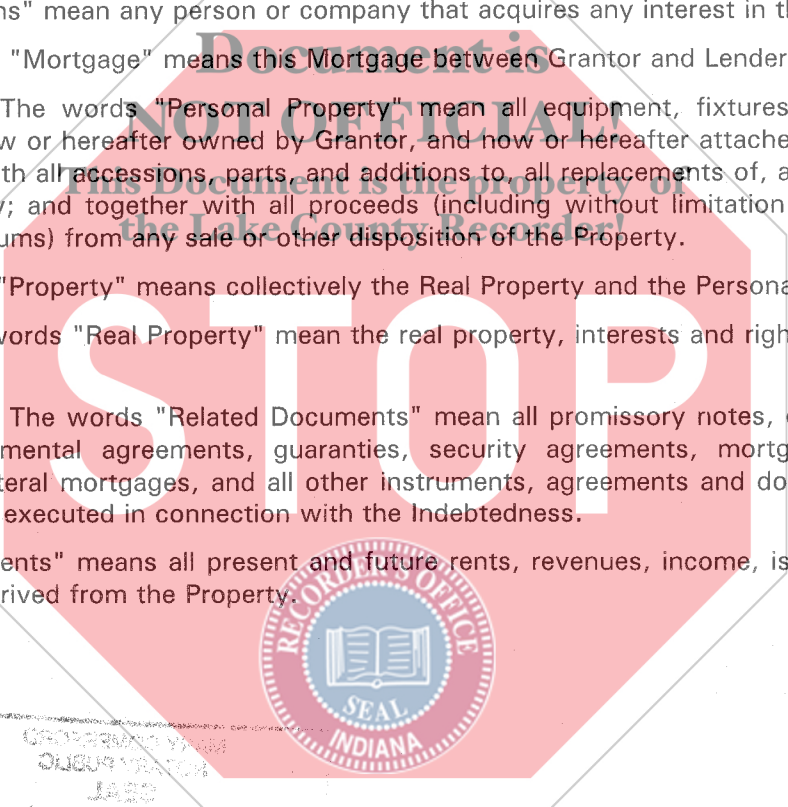 ns" mean any person or company that acquires any interest in th
"Mortgage" means this Mortgage between Grantor and Lender
Document is
The words "Personal Property" mean all equipment, fixtures
NOT OFFICIAL!
w or hereafter owned by Grantor, and now or hereafter attache
th all accessions, parts, and additions to, all replacements of, a
This Document is the property of
y; and together with all proceeds (including without limitation
the Lake County Recorder!
ums) from any sale or other disposition of the Property.
"Property" means collectively the Real Property and the Persona
words "Real Property" mean the real property, interests and righ
STOP
The words "Related Documents" mean all promissory notes,
mental agreements, guaranties, security agreements, mortg
teral mortgages, and all other instruments, agreements and do
executed in connection with the Indebtedness.
ents" means all present and future rents, revenues, income, is
rived from the Property.
RECORDER'S OFFICE
SEAL
INDIANA
NOTARY PUBLIC
SEAL